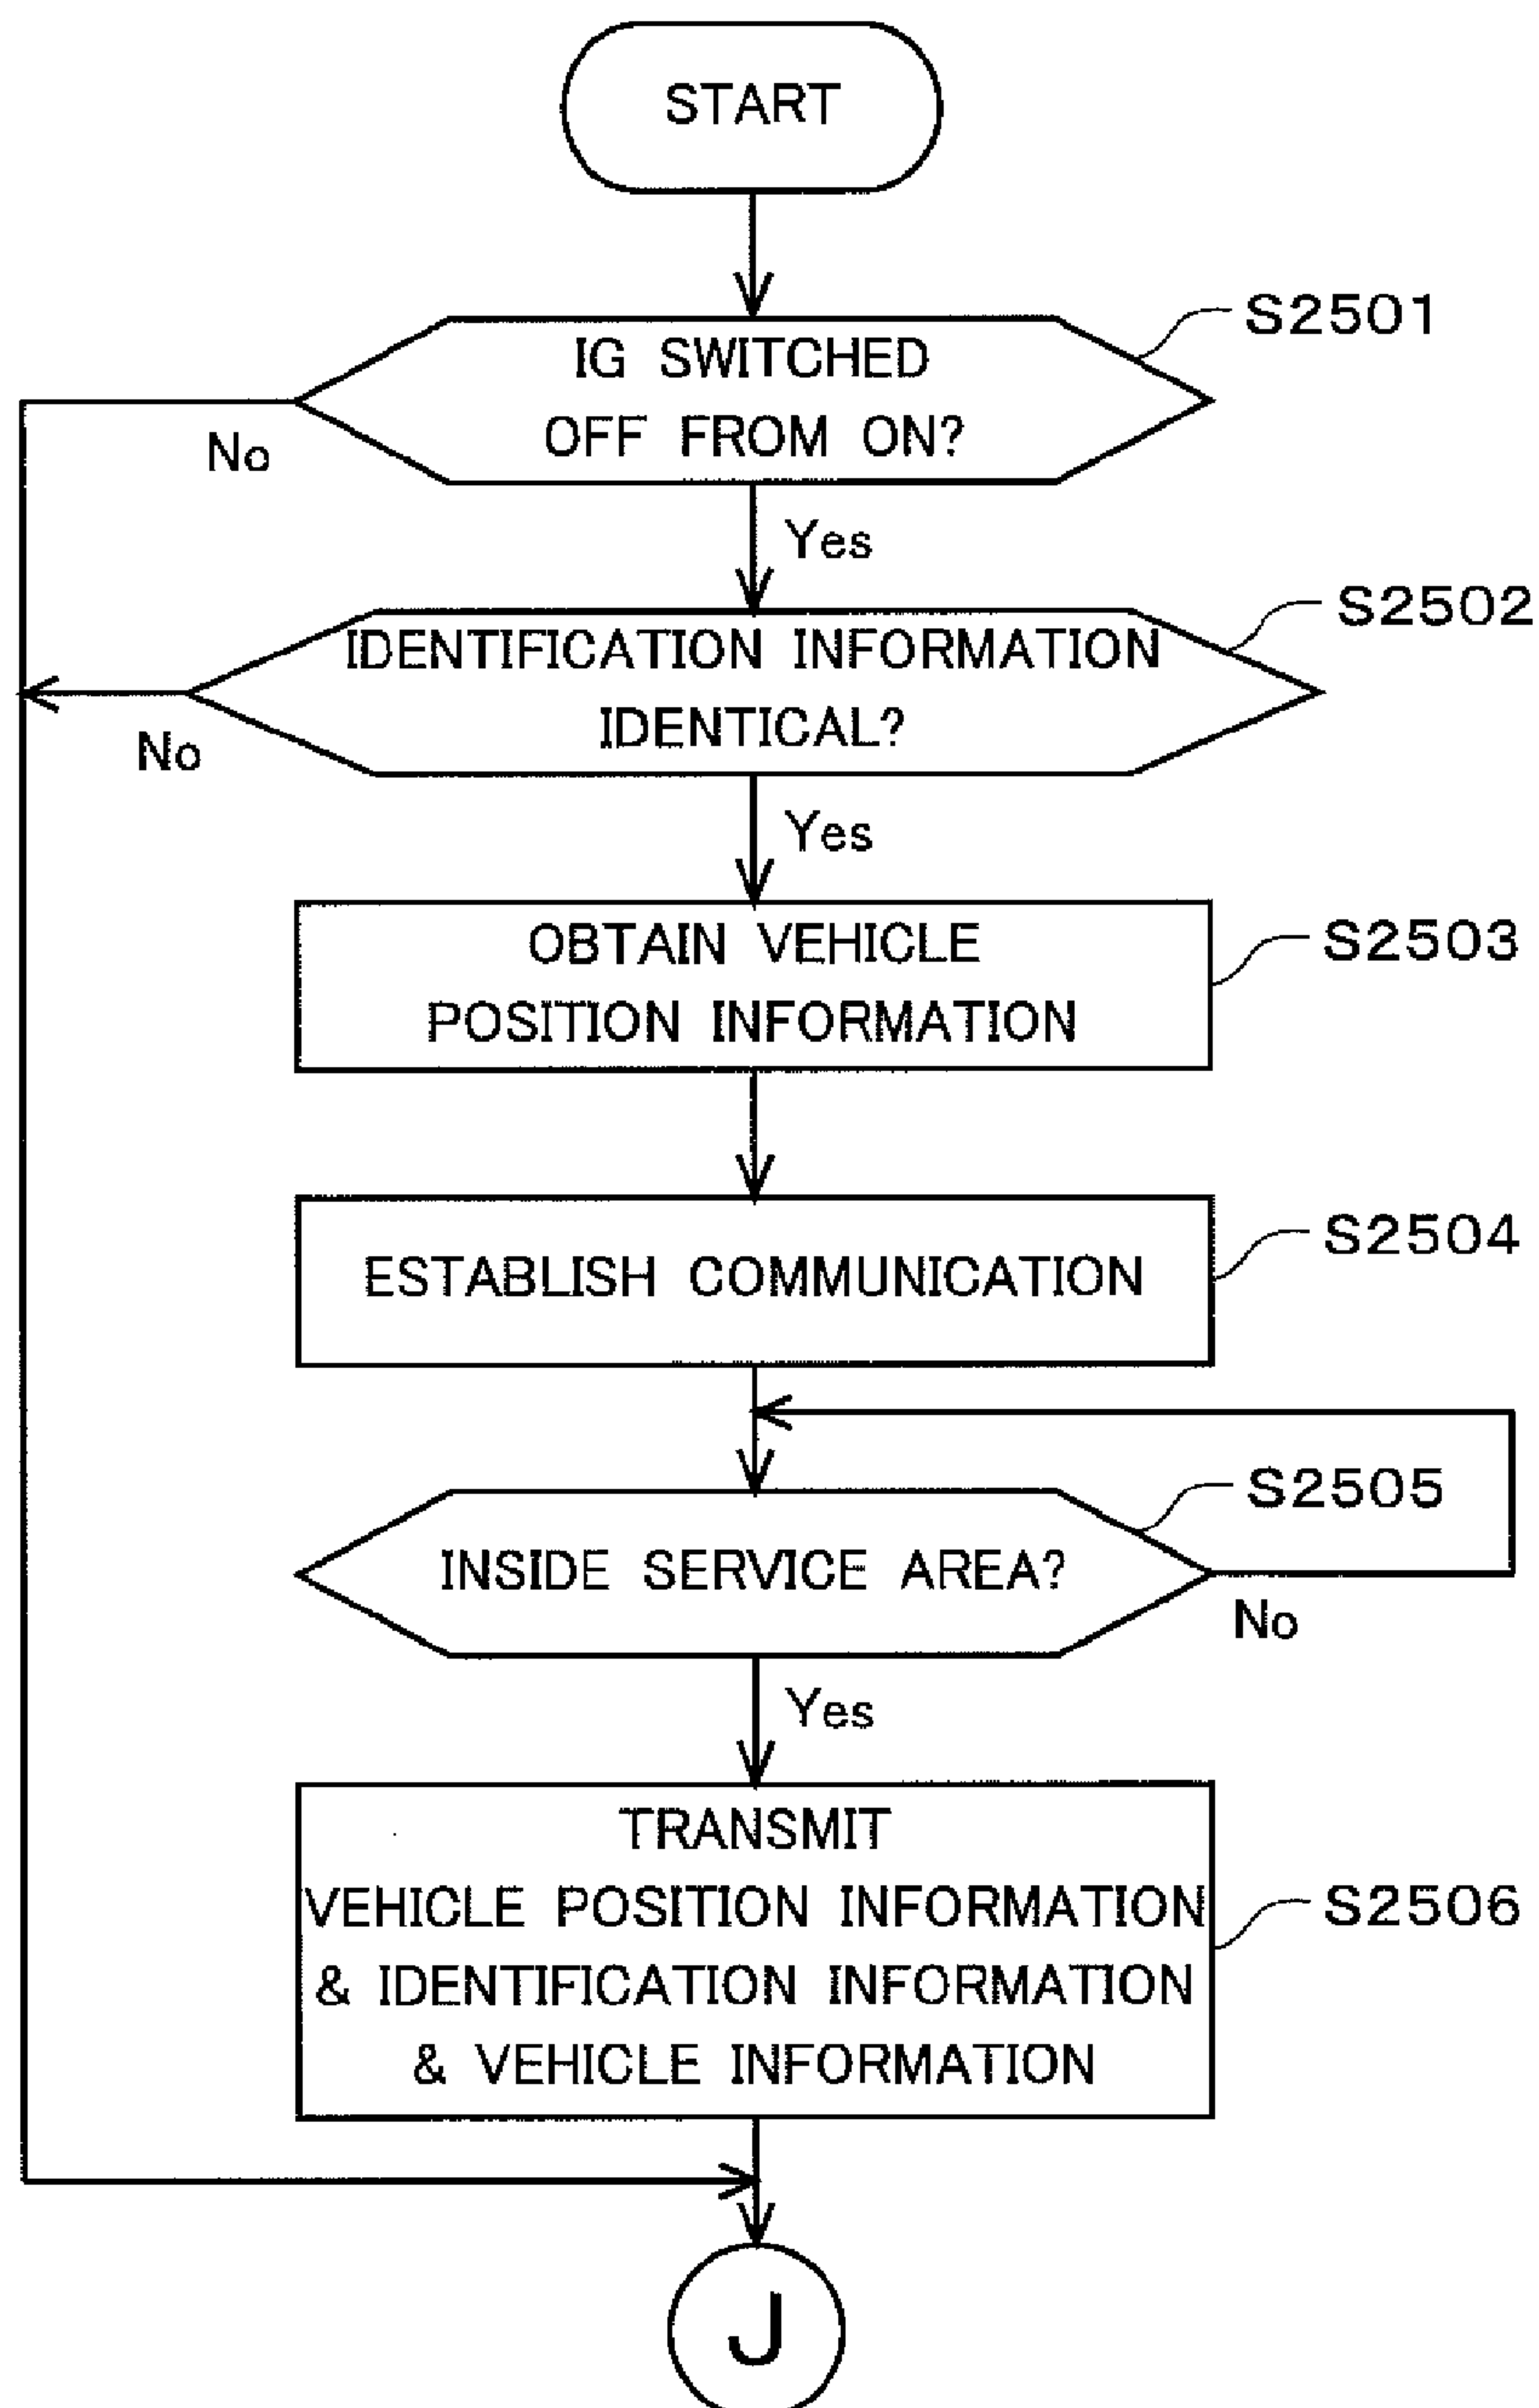 START
S2501
IG SWITCHED
OFF FROM ON?
No
Yes
S2502
IDENTIFICATION INFORMATION
IDENTICAL?
No
Yes
S2503
OBTAIN VEHICLE
POSITION INFORMATION
S2504
ESTABLISH COMMUNICATION
S2505
INSIDE SERVICE AREA?
No
Yes
TRANSMIT
VEHICLE POSITION INFORMATION
S2506
& IDENTIFICATION INFORMATION
& VEHICLE INFORMATION
J